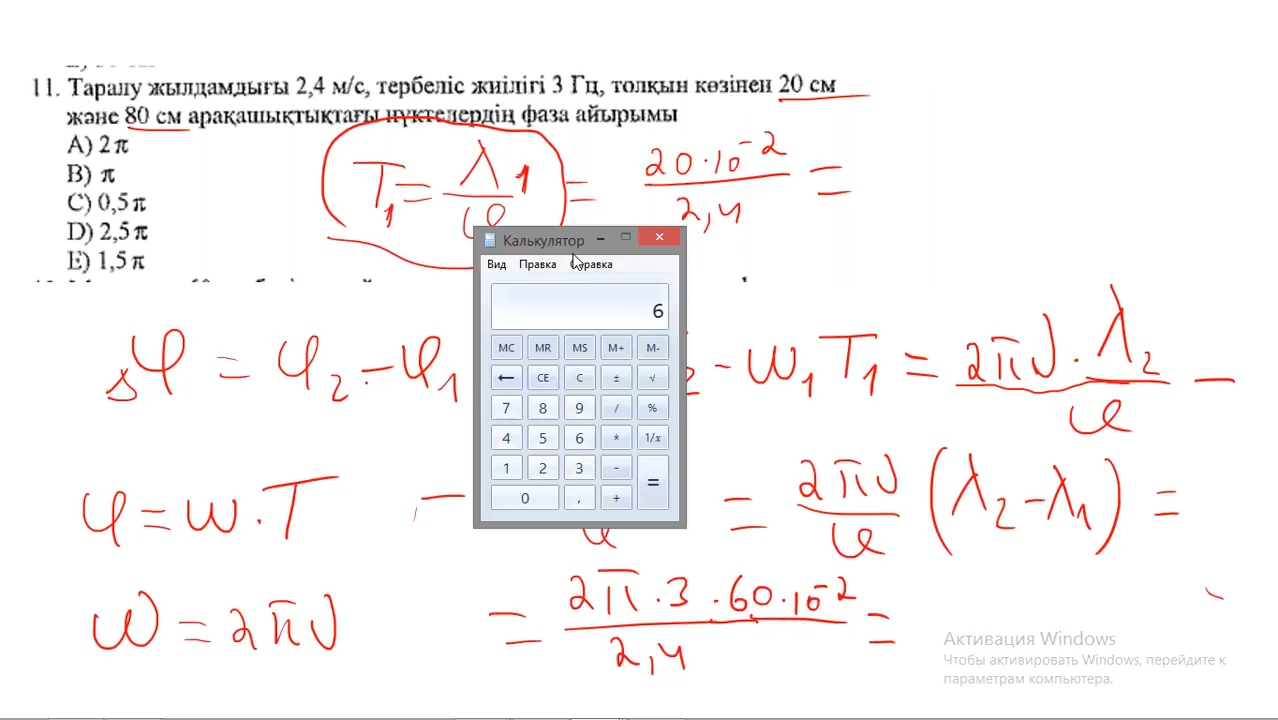 11. Таралу жылдамдығы 2,4 м/с, тербеліс жиілігі 3 Гц, толқын көзінен 20 см
және 80 см арақашықтықтағы нүктелердің фаза айырымы
A) 2π
B) π
C) 0,5π
D) 2,5π
E) 1,5π
T₁ = λ₁/υ = 20·10⁻²/2,4 =
Калькулятор
Вид Правка Справка
6
MC MR MS M+ M-
← CE C ± √
7 8 9 / %
4 5 6 * 1/x
1 2 3 - =
0 , +
Δφ = φ₂ - φ₁
- ω₁T₁ = 2πν · λ₂/υ -
φ = ω·T
-
= 2πν/υ (λ₂ - λ₁) =
ω = 2πν
= 2π·3·60·10⁻²/2,4 =
Активация Windows
Чтобы активировать Windows, перейдите к
параметрам компьютера.